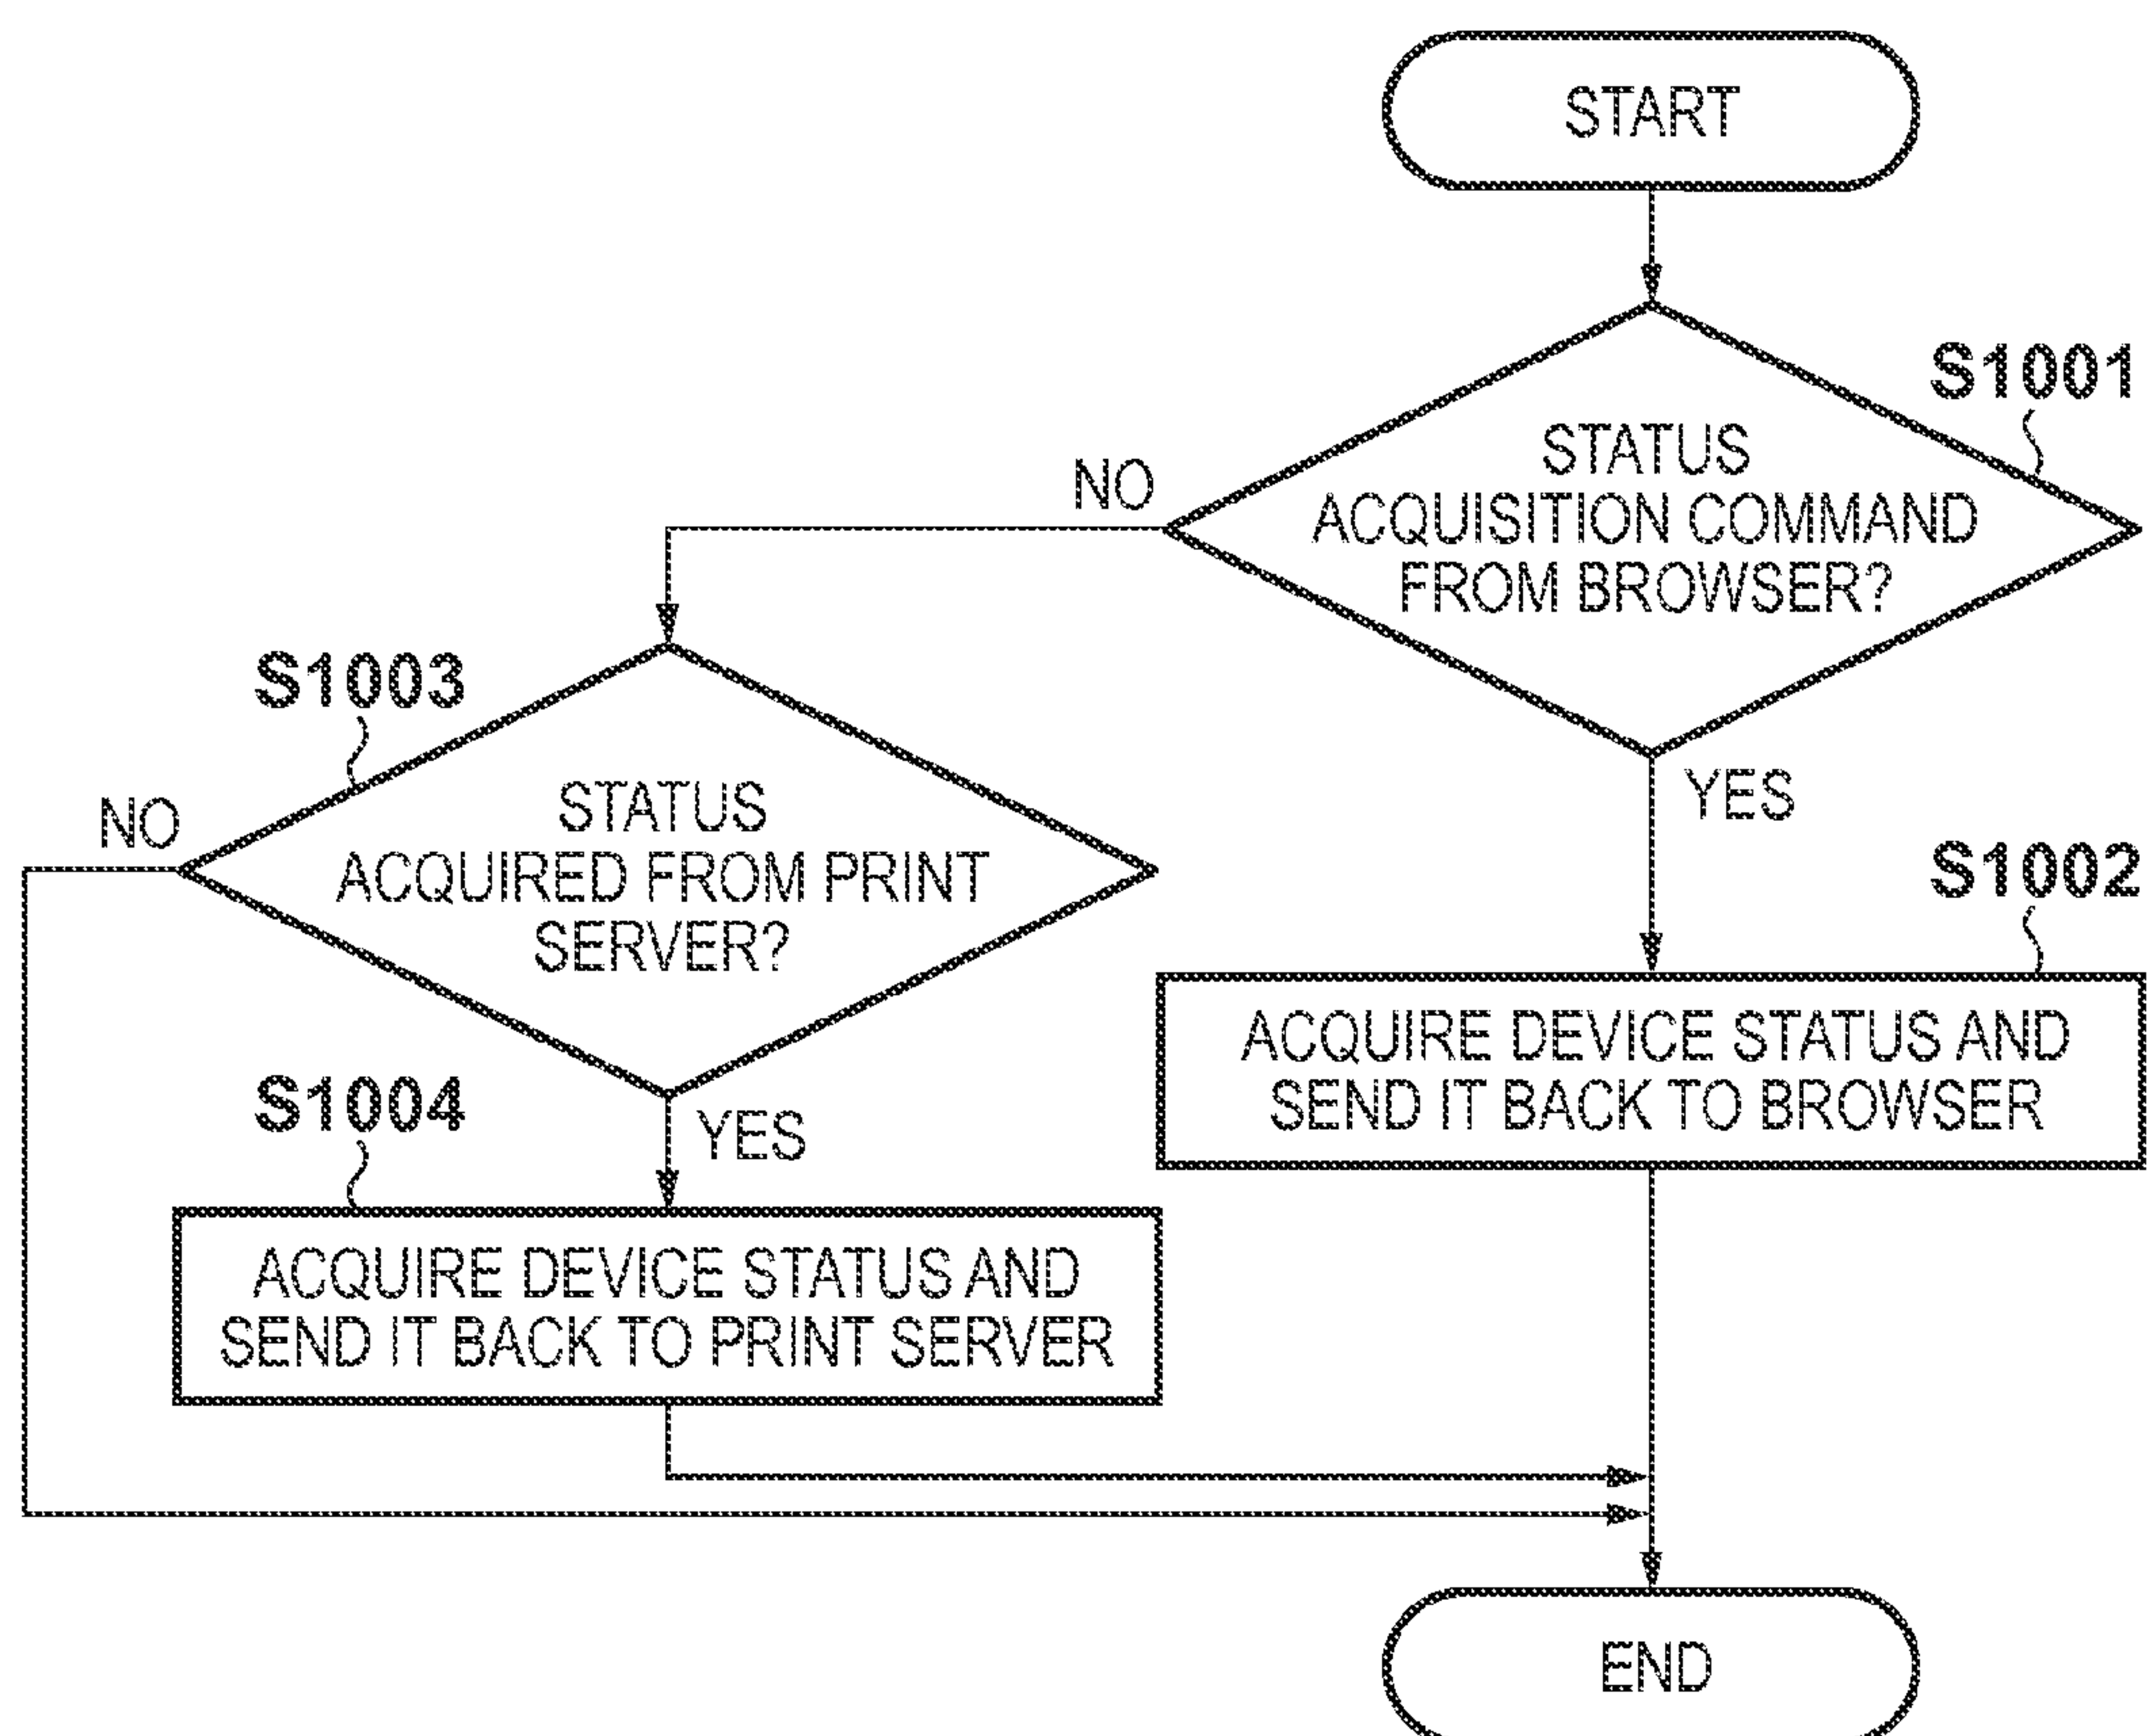 START
S1001
STATUS
ACQUISITION COMMAND
FROM BROWSER?
NO
YES
S1003
STATUS
ACQUIRED FROM PRINT
SERVER?
NO
YES
S1002
ACQUIRE DEVICE STATUS AND
SEND IT BACK TO BROWSER
S1004
ACQUIRE DEVICE STATUS AND
SEND IT BACK TO PRINT SERVER
END